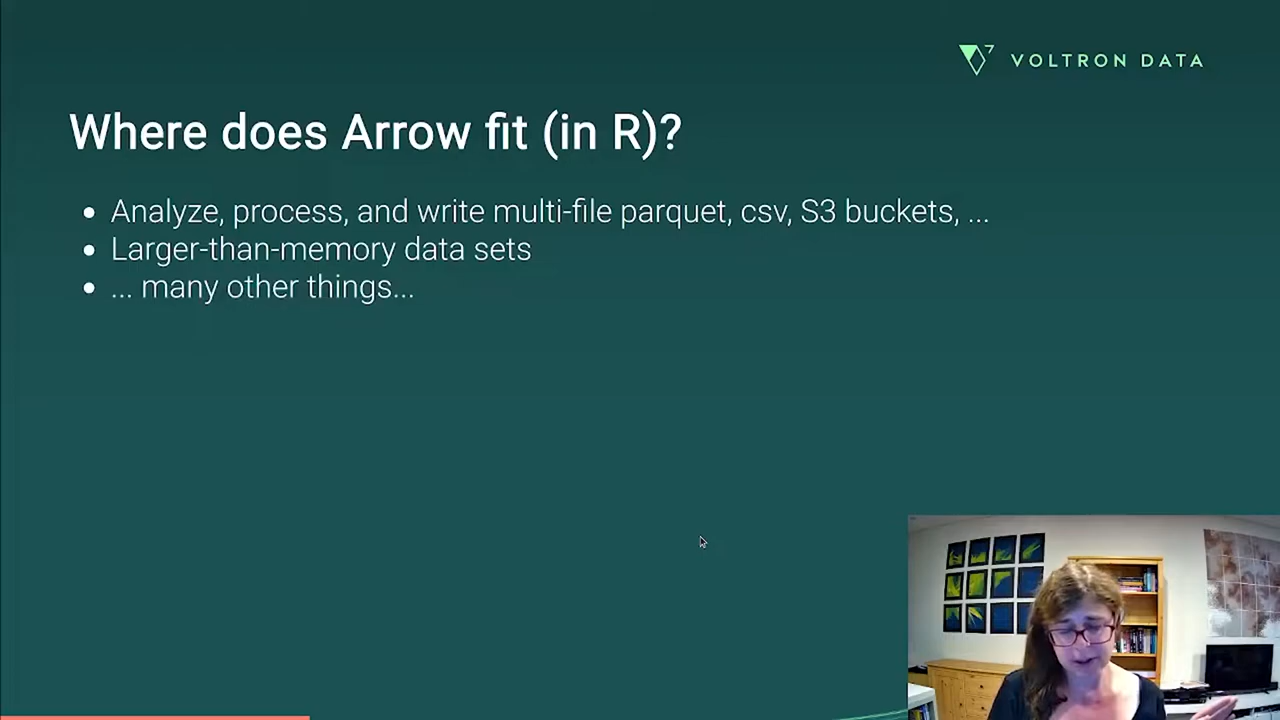 VOLTRON DATA
Where does Arrow fit (in R)?
• Analyze, process, and write multi-file parquet, csv, S3 buckets, ...
• Larger-than-memory data sets
• ... many other things...